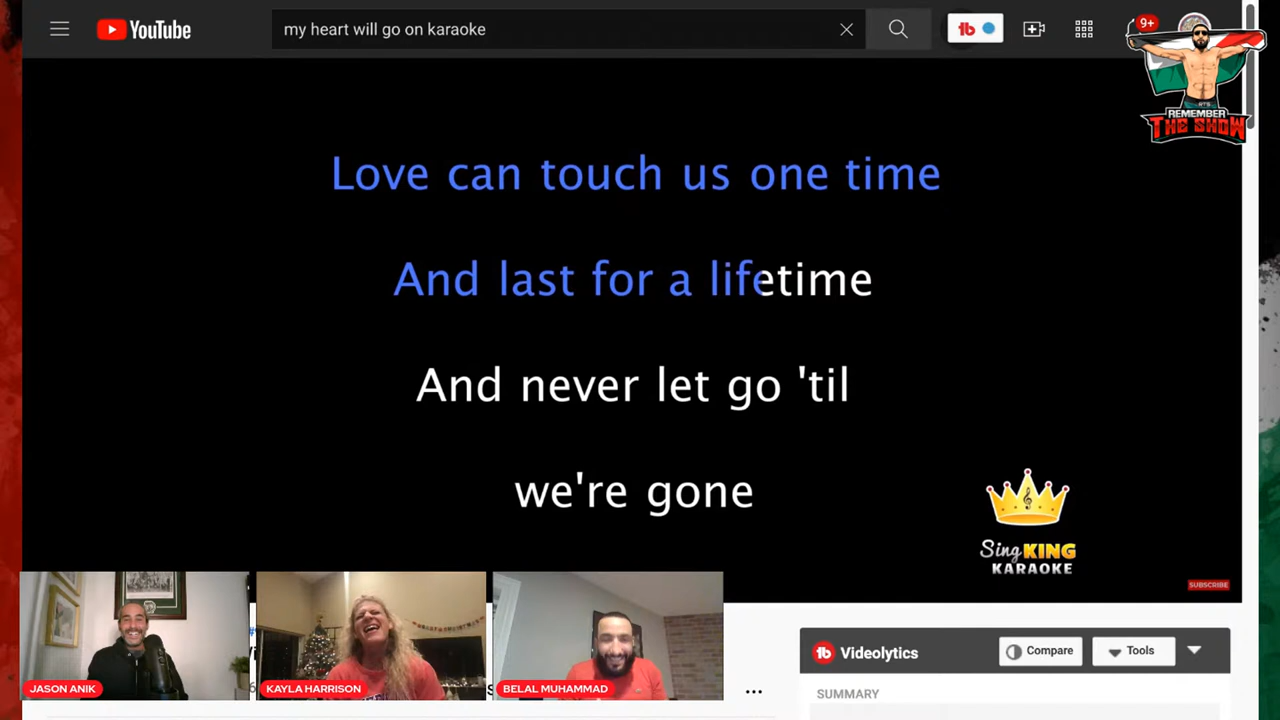 YouTube
my heart will go on karaoke
9+
RTS
REMEMBER
THE SHOW
Love can touch us one time
And last for a lifetime
And never let go 'til
we're gone
Sing KING
KARAOKE
SUBSCRIBE
JASON ANIK
KAYLA HARRISON
BELAL MUHAMMAD
Videolytics
Compare
Tools
SUMMARY